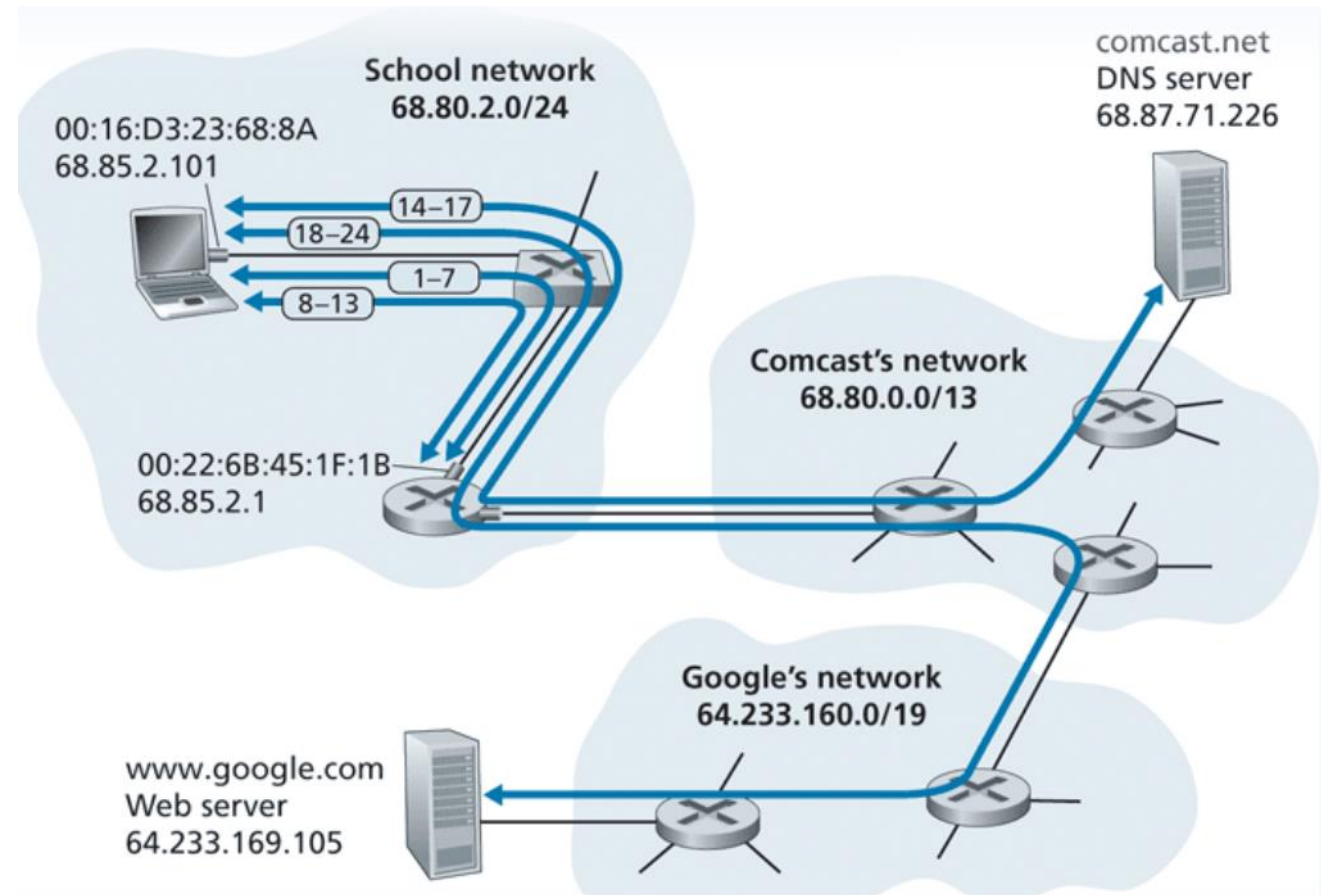 School network
68.80.2.0/24
comcast.net
DNS server
68.87.71.226
00:16:D3:23:68:8A
68.85.2.101
14–17
18–24
1–7
8–13
Comcast's network
68.80.0.0/13
00:22:6B:45:1F:1B
68.85.2.1
Google's network
64.233.160.0/19
www.google.com
Web server
64.233.169.105